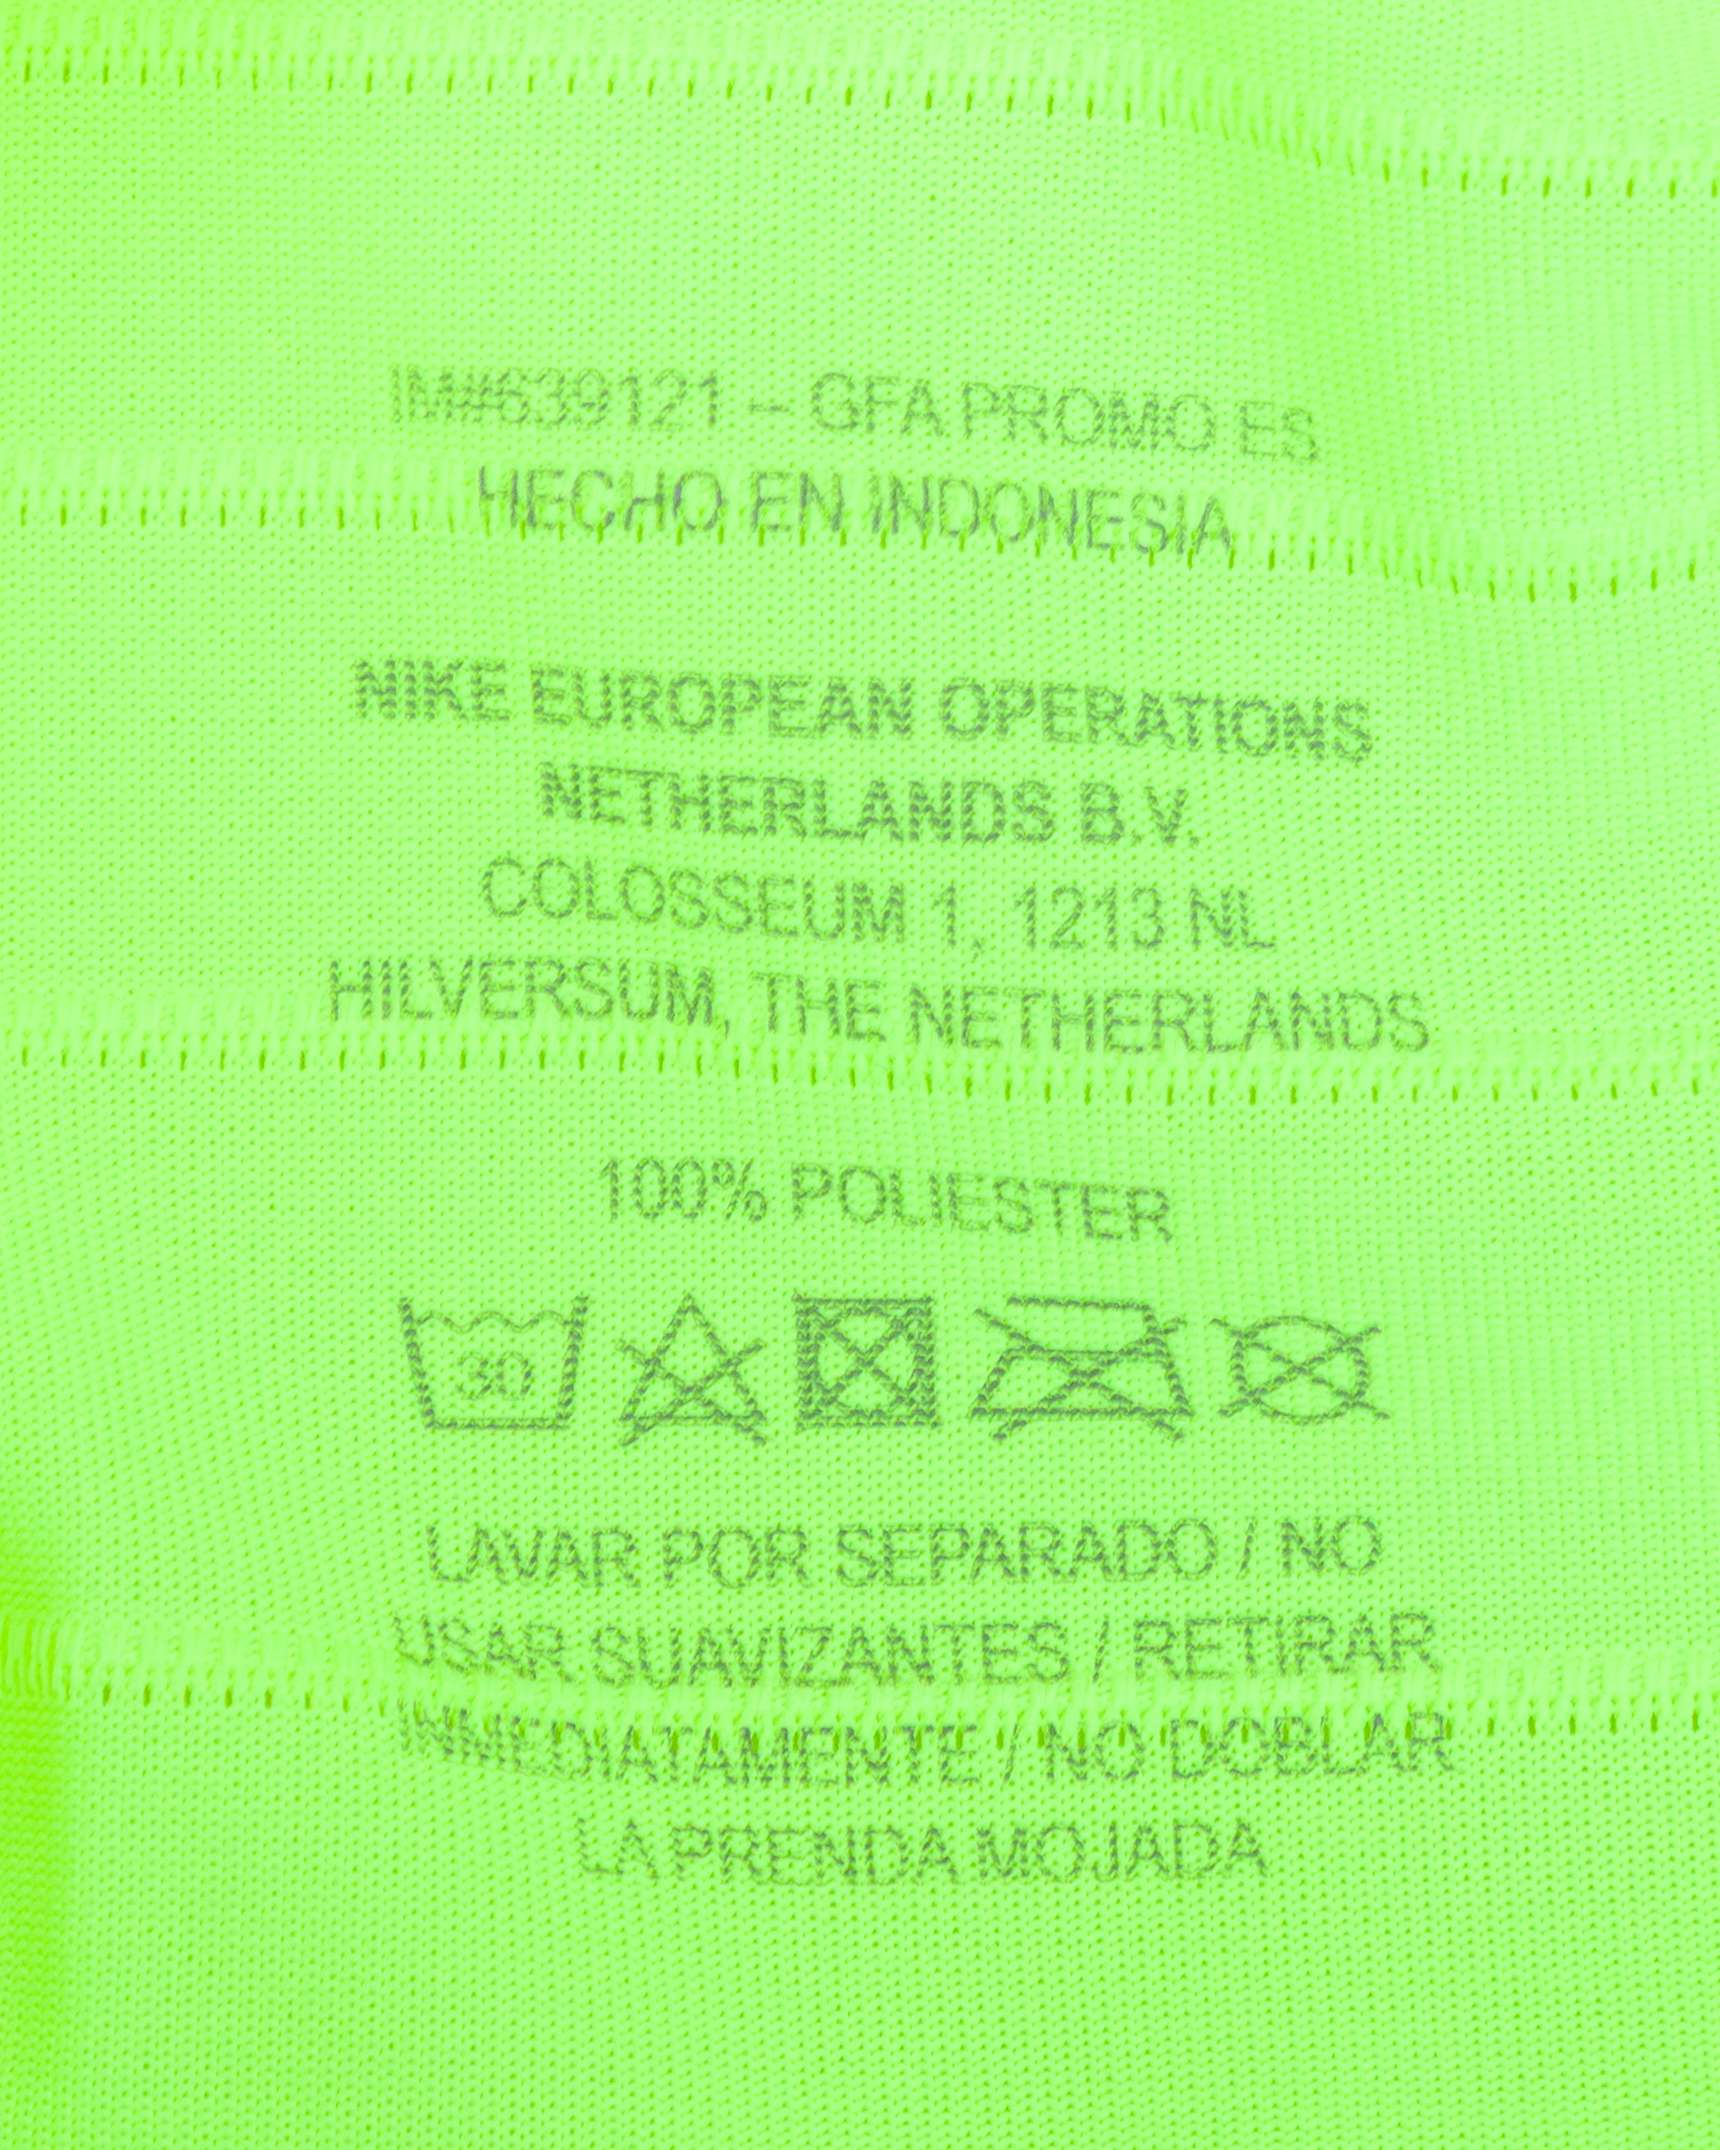 IM#639121 – GFA PROMO ES
HECHO EN INDONESIA
NIKE EUROPEAN OPERATIONS
NETHERLANDS B.V.
COLOSSEUM 1, 1213 NL
HILVERSUM, THE NETHERLANDS
100% POLIESTER
30
LAVAR POR SEPARADO / NO
USAR SUAVIZANTES / RETIRAR
INMEDIATAMENTE / NO DOBLAR
LA PRENDA MOJADA